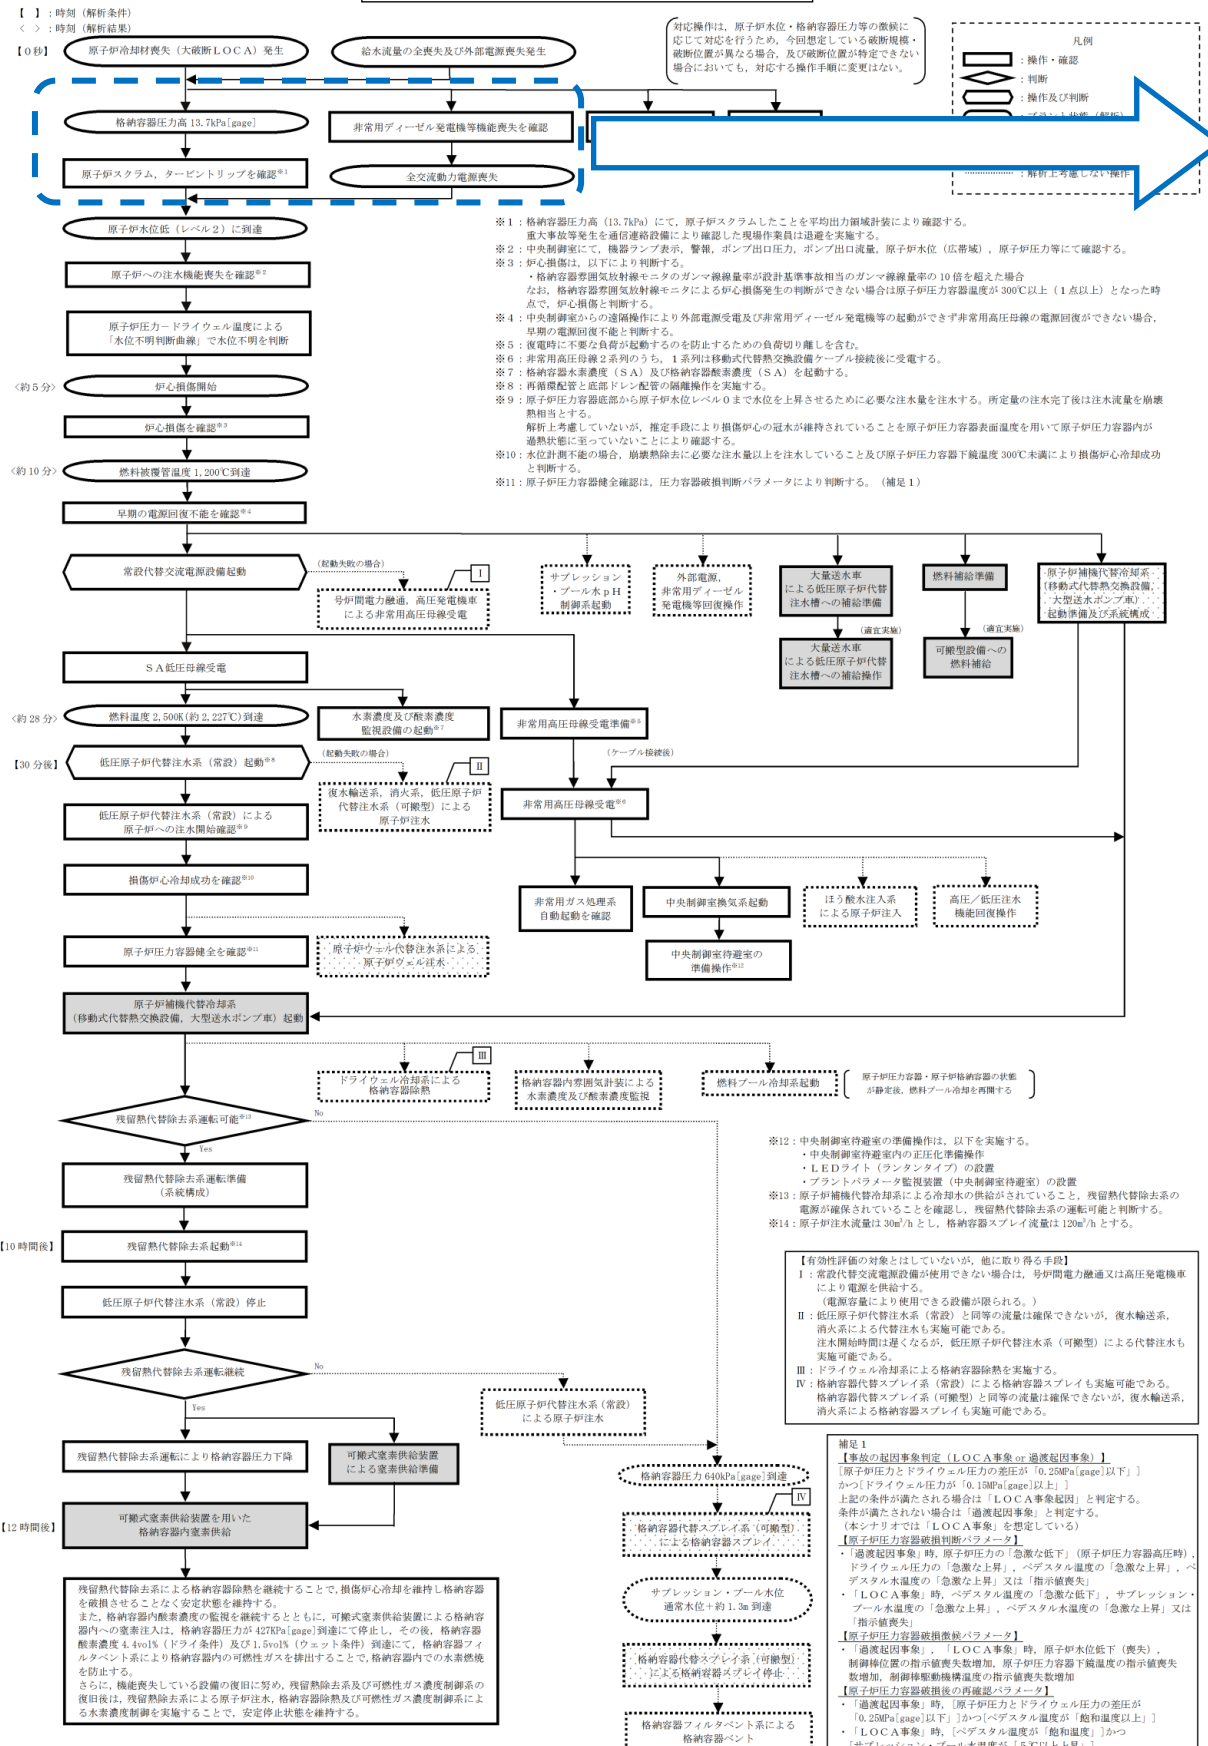 【　】：時刻（解析条件）
＜　＞：時刻（解析結果）
【0秒】
原子炉冷却材喪失（大破断ＬＯＣＡ）発生
給水流量の全喪失及び外部電源喪失発生
対応操作は，原子炉水位・格納容器圧力等の徴候に
応じて対応を行うため，今回想定している破断規模・
破断位置が異なる場合，及び破断位置が特定できない
場合においても，対応する操作手順に変更はない。
凡例
：操作・確認
：判断
：操作及び判断
：解析上考慮しない操作
格納容器圧力高 13.7kPa[gage]
非常用ディーゼル発電機等機能喪失を確認
原子炉スクラム，タービントリップを確認※1
全交流動力電源喪失
原子炉水位低（レベル２）に到達
原子炉への注水機能喪失を確認※2
原子炉圧力－ドライウェル温度による
「水位不明判断曲線」で水位不明を判断
〈約５分〉
炉心損傷開始
炉心損傷を確認※3
〈約10分〉
燃料被覆管温度 1,200℃到達
早期の電源回復不能を確認※4
※１：格納容器圧力高（13.7kPa）にて，原子炉スクラムしたことを平均出力領域計装により確認する。
重大事故等発生を通信連絡設備により確認した現場作業員は退避を実施する。
※２：中央制御室にて，機器ランプ表示，警報，ポンプ出口圧力，ポンプ出口流量，原子炉水位（広帯域），原子炉圧力等にて確認する。
※３：炉心損傷は，以下により判断する。
・格納容器雰囲気放射線モニタのガンマ線線量率が設計基準事故相当のガンマ線線量率の 10 倍を超えた場合
なお，格納容器雰囲気放射線モニタによる炉心損傷発生の判断ができない場合は原子炉圧力容器温度が 300℃以上（１点以上）となった時
点で，炉心損傷と判断する。
※４：中央制御室からの遠隔操作により外部電源受電及び非常用ディーゼル発電機等の起動ができず非常用高圧母線の電源回復ができない場合，
早期の電源回復不能と判断する。
※５：復電時に不要な負荷が起動するのを防止するための負荷切り離しを含む。
※６：非常用高圧母線２系列のうち，１系列は移動式代替熱交換設備ケーブル接続後に受電する。
※７：格納容器水素濃度（ＳＡ）及び格納容器酸素濃度（ＳＡ）を起動する。
※８：再循環配管と底部ドレン配管の隔離操作を実施する。
※９：原子炉圧力容器底部から原子炉水位レベル０まで水位を上昇させるために必要な注水量を注水する。所定量の注水完了後は注水流量を崩壊
熱相当とする。
解析上考慮していないが，推定手段により損傷炉心の冠水が維持されていることを原子炉圧力容器表面温度を用いて原子炉圧力容器内が
過熱状態に至っていないことにより確認する。
※10：水位計測不能の場合，崩壊熱除去に必要な注水量以上を注水していること及び原子炉圧力容器下鏡温度 300℃未満により損傷炉心冷却成功
と判断する。
※11：原子炉圧力容器健全確認は，圧力容器破損判断パラメータにより判断する。（補足１）
常設代替交流電源設備起動
（起動失敗の場合）
Ⅰ
号炉間電力融通，高圧発電機車
による非常用高圧母線受電
サプレッション
・プール水ｐＨ
制御系起動
外部電源，
非常用ディーゼル
発電機等回復操作
大量送水車
による低圧原子炉代替
注水槽への補給準備
燃料補給準備
原子炉補機代替冷却系
(移動式代替熱交換設備，
大型送水ポンプ車)
起動準備及び系統構成
（適宜実施）
（適宜実施）
大量送水車
による低圧原子炉代替
注水槽への補給操作
可搬型設備への
燃料補給
ＳＡ低圧母線受電
〈約28分〉
燃料温度 2,500K(約 2,227℃)到達
水素濃度及び酸素濃度
監視設備の起動※7
非常用高圧母線受電準備※5
【30分後】
低圧原子炉代替注水系（常設）起動※8
（起動失敗の場合）
Ⅱ
（ケーブル接続後）
復水輸送系，消火系，低圧原子炉
代替注水系（可搬型）による
原子炉注水
非常用高圧母線受電※6
低圧原子炉代替注水系（常設）による
原子炉への注水開始確認※9
損傷炉心冷却成功を確認※10
非常用ガス処理系
自動起動を確認
中央制御室換気系起動
ほう酸水注入系
による原子炉注入
高圧／低圧注水
機能回復操作
原子炉圧力容器健全を確認※11
原子炉ウェル代替注水系による
原子炉ウェル注水
中央制御室待避室の
準備操作※12
原子炉補機代替冷却系
(移動式代替熱交換設備，大型送水ポンプ車）起動
Ⅲ
ドライウェル冷却系による
格納容器除熱
格納容器内雰囲気計装による
水素濃度及び酸素濃度監視
燃料プール冷却系起動
原子炉圧力容器・原子炉格納容器の状態
が静定後，燃料プール冷却を再開する
残留熱代替除去系運転可能※13
No
Yes
※12：中央制御室待避室の準備操作は，以下を実施する。
・中央制御室待避室内の正圧化準備操作
・ＬＥＤライト（ランタンタイプ）の設置
・プラントパラメータ監視装置（中央制御室待避室）の設置
※13：原子炉補機代替冷却系による冷却水の供給がされていること，残留熱代替除去系の
電源が確保されていることを確認し，残留熱代替除去系の運転可能と判断する。
※14：原子炉注水流量は 30m³/h とし，格納容器スプレイ流量は 120m³/h とする。
残留熱代替除去系運転準備
（系統構成）
【10時間後】
残留熱代替除去系起動※14
低圧原子炉代替注水系（常設）停止
【有効性評価の対象とはしていないが，他に取り得る手段】
Ⅰ：常設代替交流電源設備が使用できない場合は，号炉間電力融通又は高圧発電機車
により電源を供給する。
（電源容量により使用できる設備が限られる。）
Ⅱ：低圧原子炉代替注水系（常設）と同等の流量は確保できないが，復水輸送系，
消火系による代替注水も実施可能である。
注水開始時間は遅くなるが，低圧原子炉代替注水系（可搬型）による代替注水も
実施可能である。
Ⅲ：ドライウェル冷却系による格納容器除熱を実施する。
Ⅳ：格納容器代替スプレイ系（常設）による格納容器スプレイも実施可能である。
格納容器代替スプレイ系（可搬型）と同等の流量は確保できないが，復水輸送系，
消火系による格納容器スプレイも実施可能である。
残留熱代替除去系運転継続
No
Yes
低圧原子炉代替注水系（常設）
による原子炉注水
残留熱代替除去系運転により格納容器圧力下降
可搬式窒素供給装置
による窒素供給準備
格納容器圧力 640kPa[gage]到達
Ⅳ
【12時間後】
可搬式窒素供給装置を用いた
格納容器内窒素供給
格納容器代替スプレイ系（可搬型）
による格納容器スプレイ
サプレッション・プール水位
通常水位＋約 1.3m 到達
格納容器代替スプレイ系（可搬型）
による格納容器スプレイ停止
格納容器フィルタベント系による
格納容器ベント
残留熱代替除去系による格納容器除熱を継続することで，損傷炉心冷却を維持し格納容器
を破損させることなく安定状態を維持する。
また，格納容器内酸素濃度の監視を継続するとともに，可搬式窒素供給装置による格納容
器内への窒素注入は，格納容器圧力が 427KPa[gage]到達にて停止し，その後，格納容器
酸素濃度 4.4vol%（ドライ条件）及び 1.5vol%（ウェット条件）到達にて，格納容器フィ
ルタベント系により格納容器内の可燃性ガスを排出することで，格納容器内での水素燃焼
を防止する。
さらに，機能喪失している設備の復旧に努め，残留熱除去系及び可燃性ガス濃度制御系の
復旧後は，残留熱除去系による原子炉注水，格納容器除熱及び可燃性ガス濃度制御系によ
る水素濃度制御を実施することで，安定停止状態を維持する。
補足１
【事故の起因事象判定（ＬＯＣＡ事象 or 過渡起因事象）】
[原子炉圧力とドライウェル圧力の差圧が「0.25MPa[gage]以下」]
かつ[ドライウェル圧力が「0.15MPa[gage]以上」]
上記の条件が満たされる場合は「ＬＯＣＡ事象起因」と判定する。
条件が満たされない場合は「過渡起因事象」と判定する。
（本シナリオでは「ＬＯＣＡ事象」を想定している）
【原子炉圧力容器破損判断パラメータ】
・「過渡起因事象」時，原子炉圧力の「急激な低下」（原子炉圧力容器高圧時），
ドライウェル圧力の「急激な上昇」，ペデスタル温度の「急激な上昇」，ペ
デスタル水温度の「急激な上昇」又は「指示値喪失」
・「ＬＯＣＡ事象」時，ペデスタル温度の「急激な低下」，サプレッション・
プール水温度の「急激な上昇」，ペデスタル水温度の「急激な上昇」又は
「指示値喪失」
【原子炉圧力容器破損徴候パラメータ】
・「過渡起因事象」，「ＬＯＣＡ事象」時，原子炉水位低下（喪失），
制御棒位置の指示値喪失数増加，原子炉圧力容器下鏡温度の指示値喪失
数増加，制御棒駆動機構温度の指示値喪失数増加
【原子炉圧力容器破損後の再確認パラメータ】
・「過渡起因事象」時，[原子炉圧力とドライウェル圧力の差圧が
「0.25MPa[gage]以下」]かつ[ペデスタル温度が「飽和温度以上」]
・「ＬＯＣＡ事象」時，[ペデスタル温度が「飽和温度」]かつ